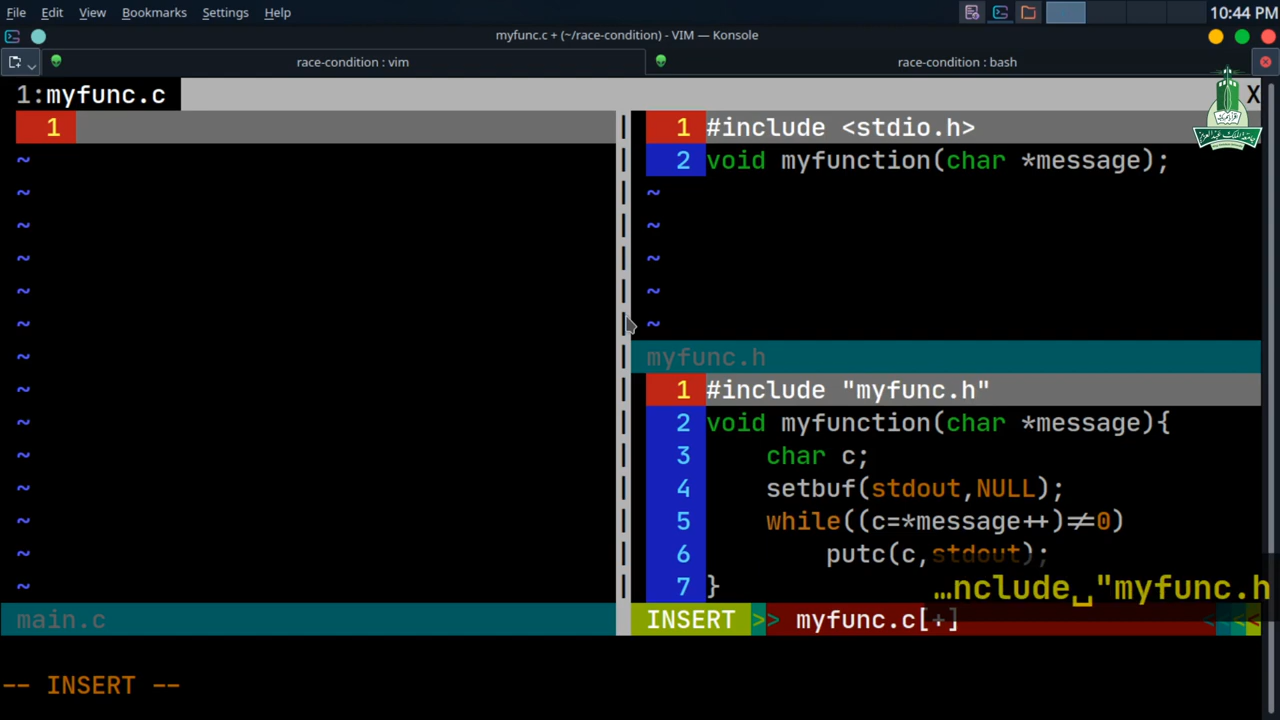 File Edit View Bookmarks Settings Help
10:44 PM
myfunc.c + (~/race-condition) - VIM — Konsole
race-condition : vim
race-condition : bash
1:myfunc.c
X
1
~
~
~
~
~
~
~
~
~
~
~
~
~
~
main.c
1 #include <stdio.h>
2 void myfunction(char *message);
~
~
~
~
~
myfunc.h
1 #include "myfunc.h"
2 void myfunction(char *message){
3 char c;
4 setbuf(stdout,NULL);
5 while((c=*message++)≠0)
6 putc(c,stdout);
7 }
…nclude␣"myfunc.h
INSERT >> myfunc.c[+]
-- INSERT --